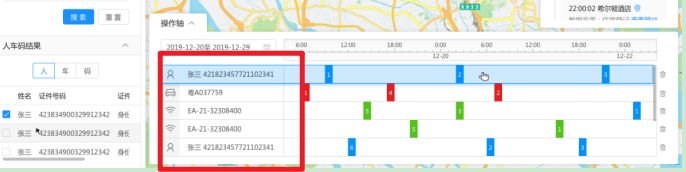 X933
22:00:02 希尔顿酒店
搜 索
重 置
操作轴
人车码结果
2019-12-20至 2019-12-29
6:00 12:00 18:00 0:00 6:00 12:00 18:00 0:00
12-20 12-22
人 车 码
张三 421823457721102341
1 2 3
姓名 证件号码 证件
粤A037759
1 4 2
张三 423834900329912342 身份
EA-21-32308400
5 3 1
张三 423834900329912342 身份
EA-21-32308400
5 1
张三 423834900329912342 身份
张三 421823457721102341
6 2 3